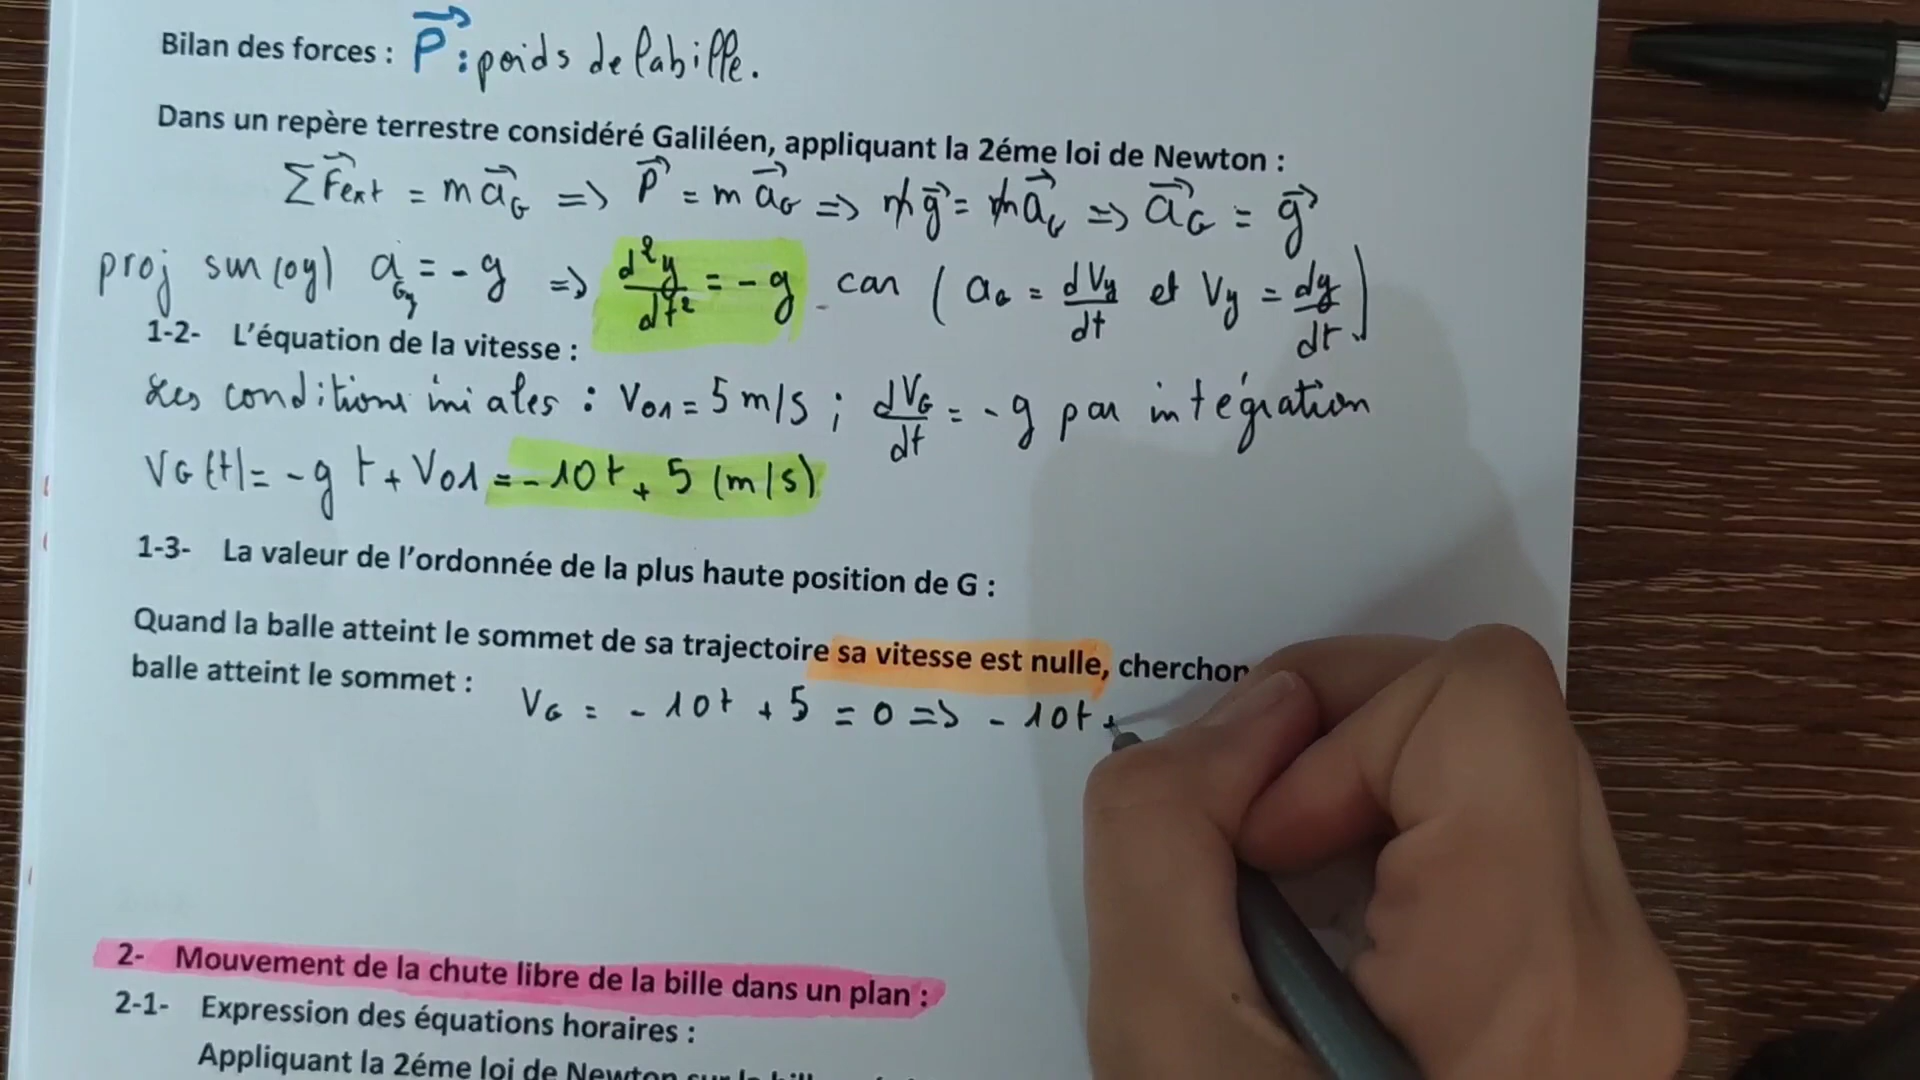 Bilan des forces : P⃗ : poids de la bille.
Dans un repère terrestre considéré Galiléen, appliquant la 2éme loi de Newton :
ΣF⃗ext = m a⃗G => P⃗ = m a⃗G => m g⃗ = m a⃗G => a⃗G = g⃗
proj sur (oy) aGy = - g => d²y/dt² = - g car ( aG = dVy/dt et Vy = dy/dt )
1-2- L'équation de la vitesse :
Les conditions iniales : V01 = 5 m/s ; dVG/dt = - g par intégration
VG(t) = - g t + V01 = - 10t + 5 (m/s)
1-3- La valeur de l'ordonnée de la plus haute position de G :
Quand la balle atteint le sommet de sa trajectoire sa vitesse est nulle, cherchon
balle atteint le sommet : VG = - 10t + 5 = 0 => - 10t
2- Mouvement de la chute libre de la bille dans un plan :
2-1- Expression des équations horaires :
Appliquant la 2éme loi de Newton